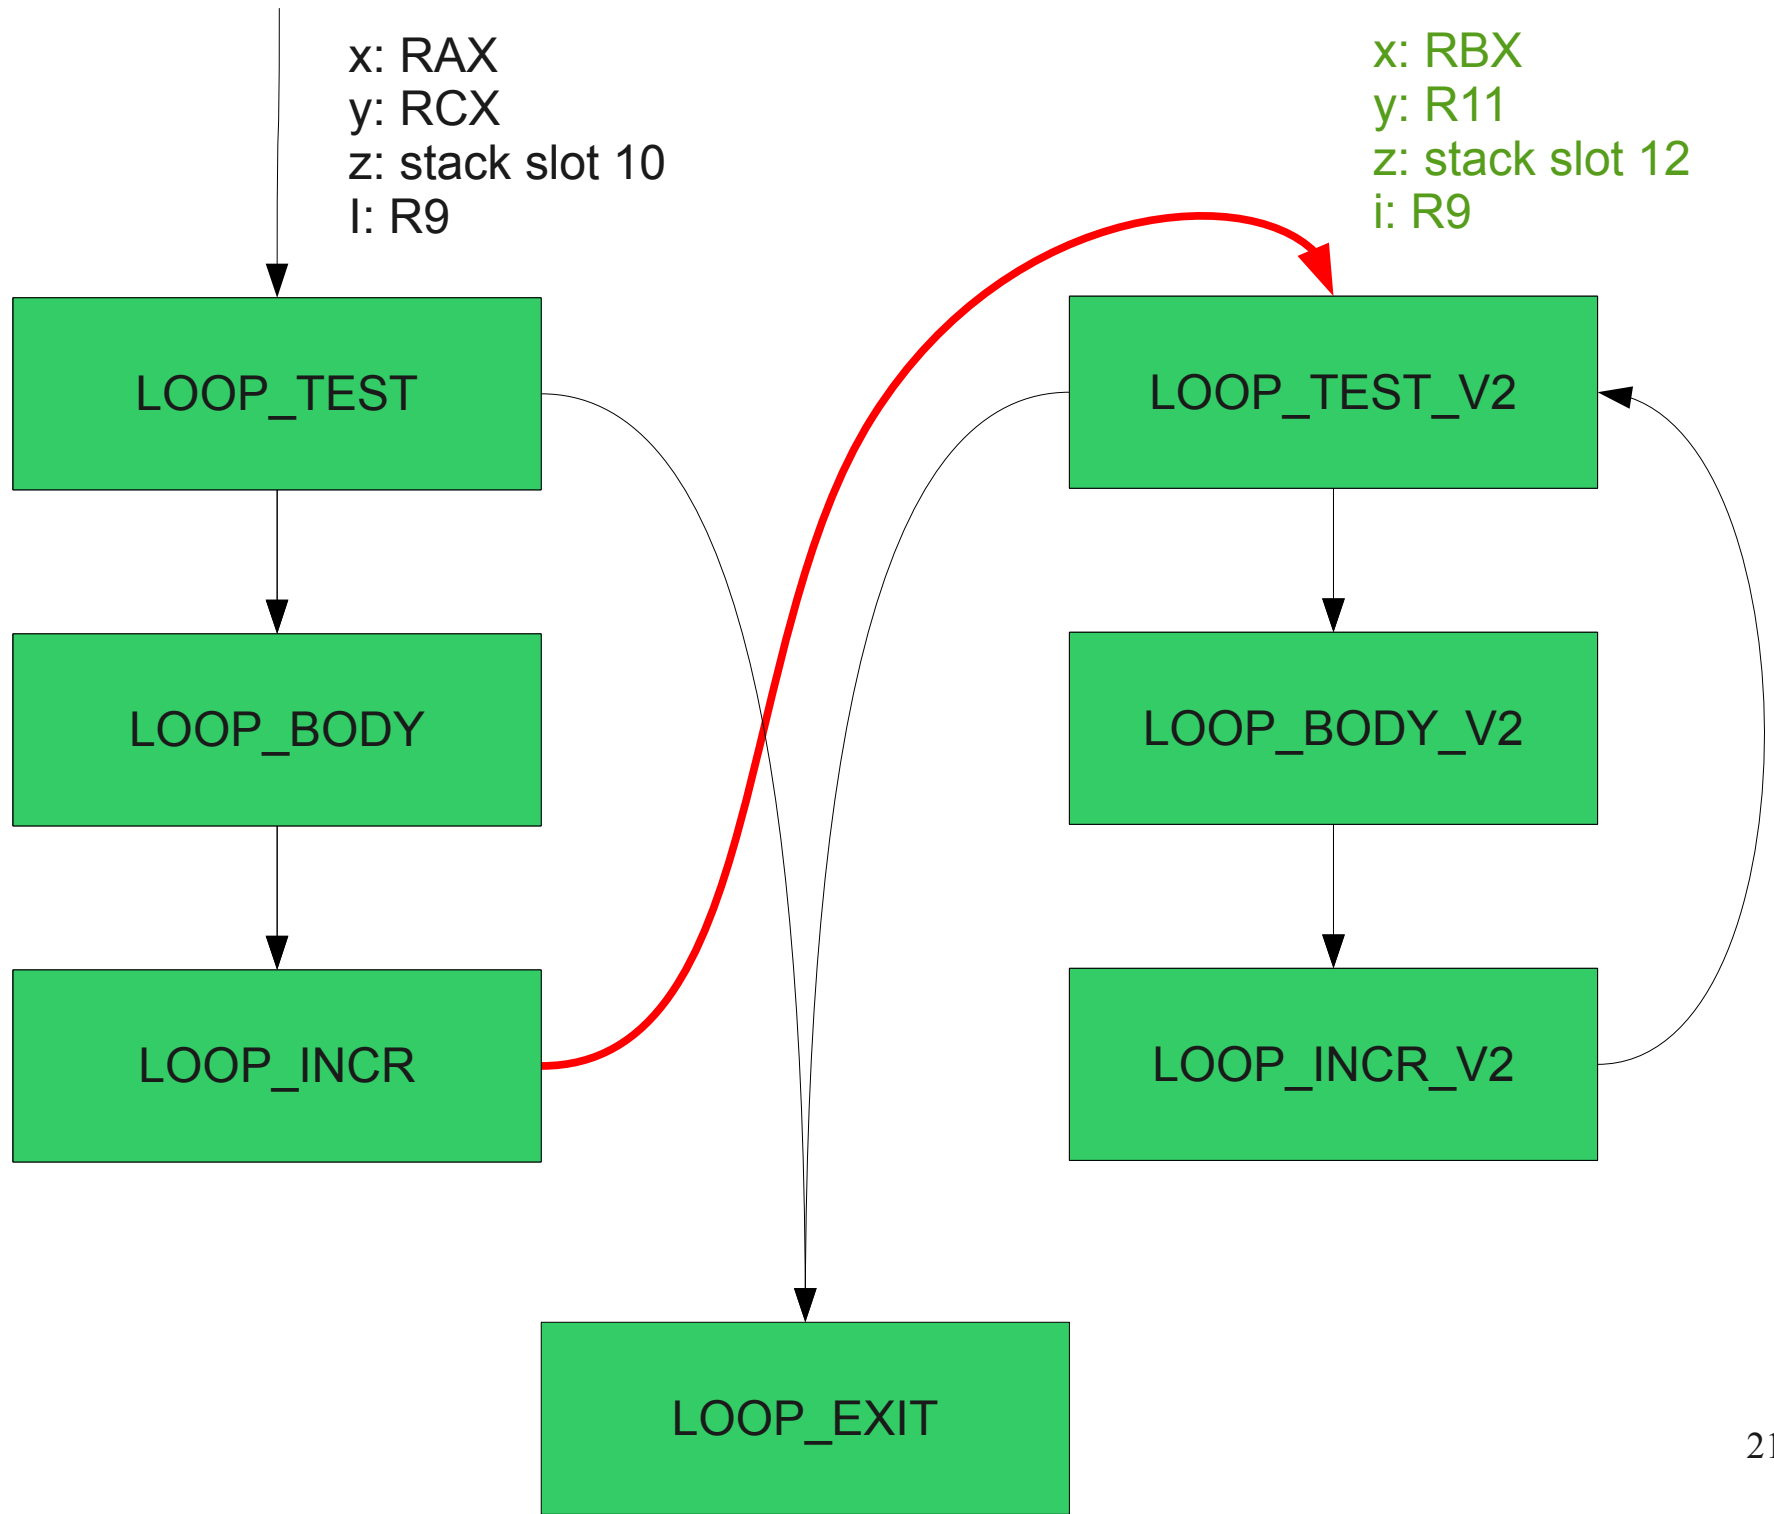 x: RAX
y: RCX
z: stack slot 10
I: R9
x: RBX
y: R11
z: stack slot 12
i: R9
LOOP_TEST
LOOP_TEST_V2
LOOP_BODY
LOOP_BODY_V2
LOOP_INCR
LOOP_INCR_V2
LOOP_EXIT
21